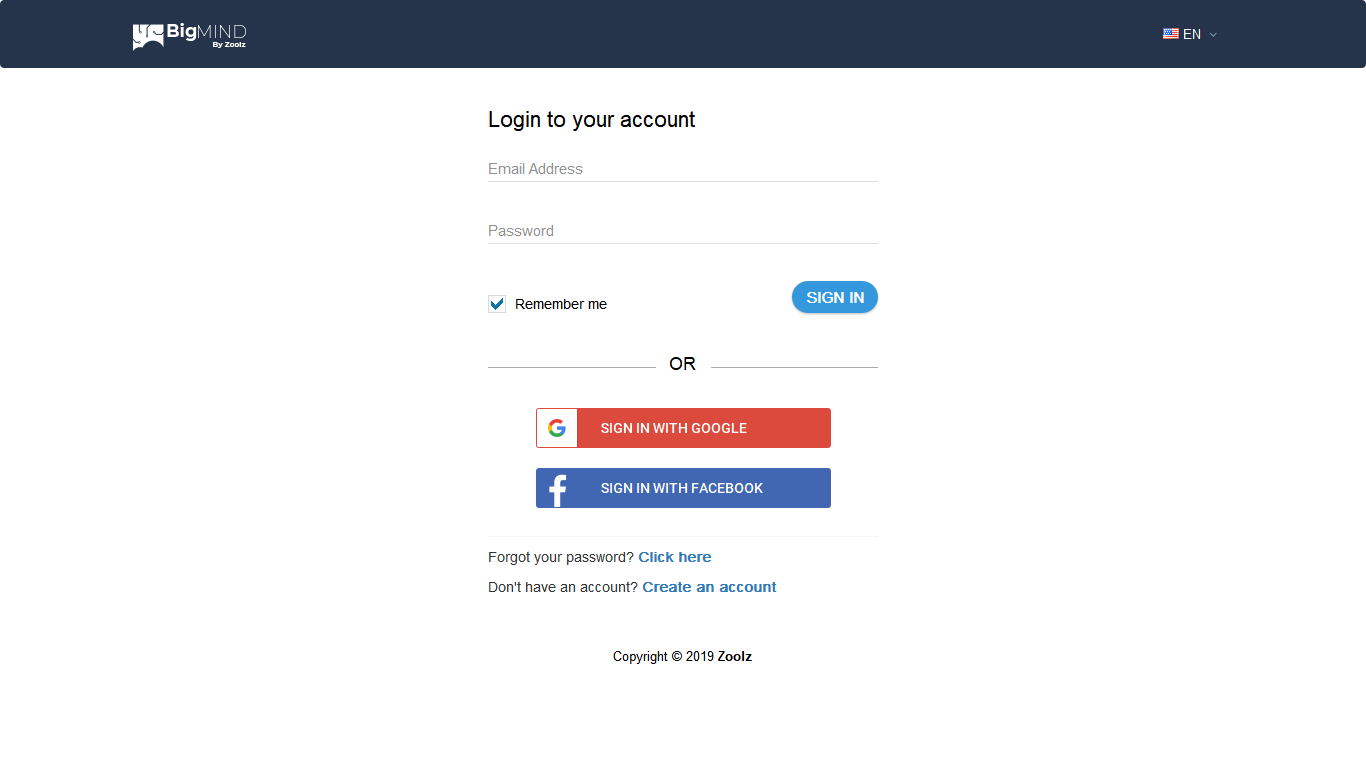 BigMIND
By Zoolz
EN
Login to your account
Email Address
Password
Remember me
SIGN IN
OR
SIGN IN WITH GOOGLE
SIGN IN WITH FACEBOOK
Forgot your password? Click here
Don't have an account? Create an account
Copyright © 2019 Zoolz